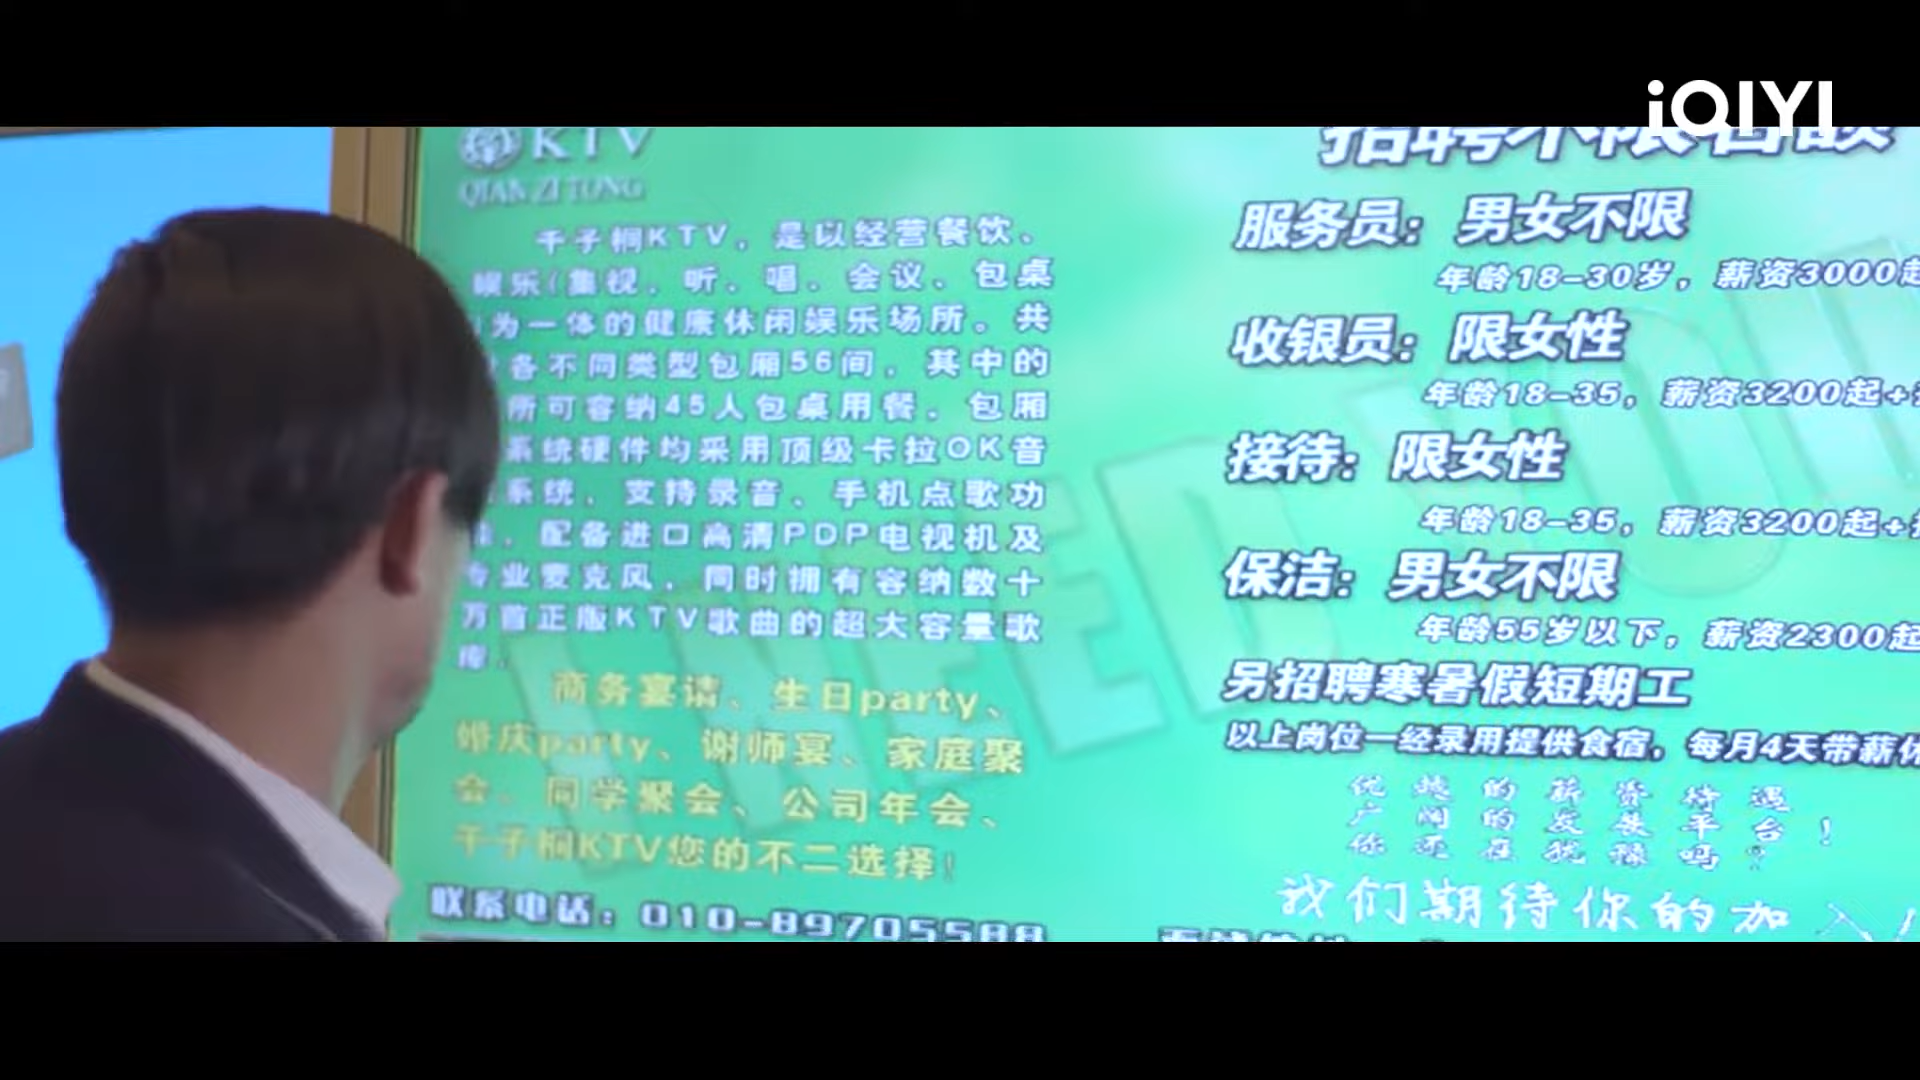 iQIYI
KTV
QIAN ZI TONG
千子桐KTV，是以经营餐饮、
娱乐(集视、听、唱、会议、包桌
为一体的健康休闲娱乐场所。共
各不同类型包厢56间，其中的
所可容纳45人包桌用餐，包厢
系统硬件均采用顶级卡拉OK音
系统，支持录音、手机点歌功
，配备进口高清PDP电视机及
专业麦克风，同时拥有容纳数十
万首正版KTV歌曲的超大容量歌
商务宴请、生日party、
婚庆party、谢师宴、家庭聚
会、同学聚会、公司年会、
千子桐KTV您的不二选择！
联系电话：010-89705588
招聘不限
服务员：男女不限
年龄18-30岁，薪资3000起
收银员：限女性
年龄18-35，薪资3200起+
接待：限女性
年龄18-35，薪资3200起+
保洁：男女不限
年龄55岁以下，薪资2300起
另招聘寒暑假短期工
以上岗位一经录用提供食宿，每月4天带薪休
优越的薪资待遇
广阔的发展平台！
你还在犹豫吗？
我们期待你的加入
I NEED YOU